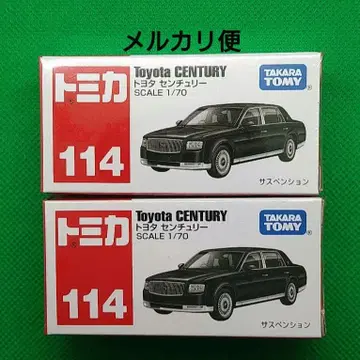 メルカリ便
トミカ
114
Toyota CENTURY
トヨタ センチュリー
SCALE 1/70
TAKARA
TOMY
サスペンション
トミカ
114
Toyota CENTURY
トヨタ センチュリー
SCALE 1/70
TAKARA
TOMY
サスペンション